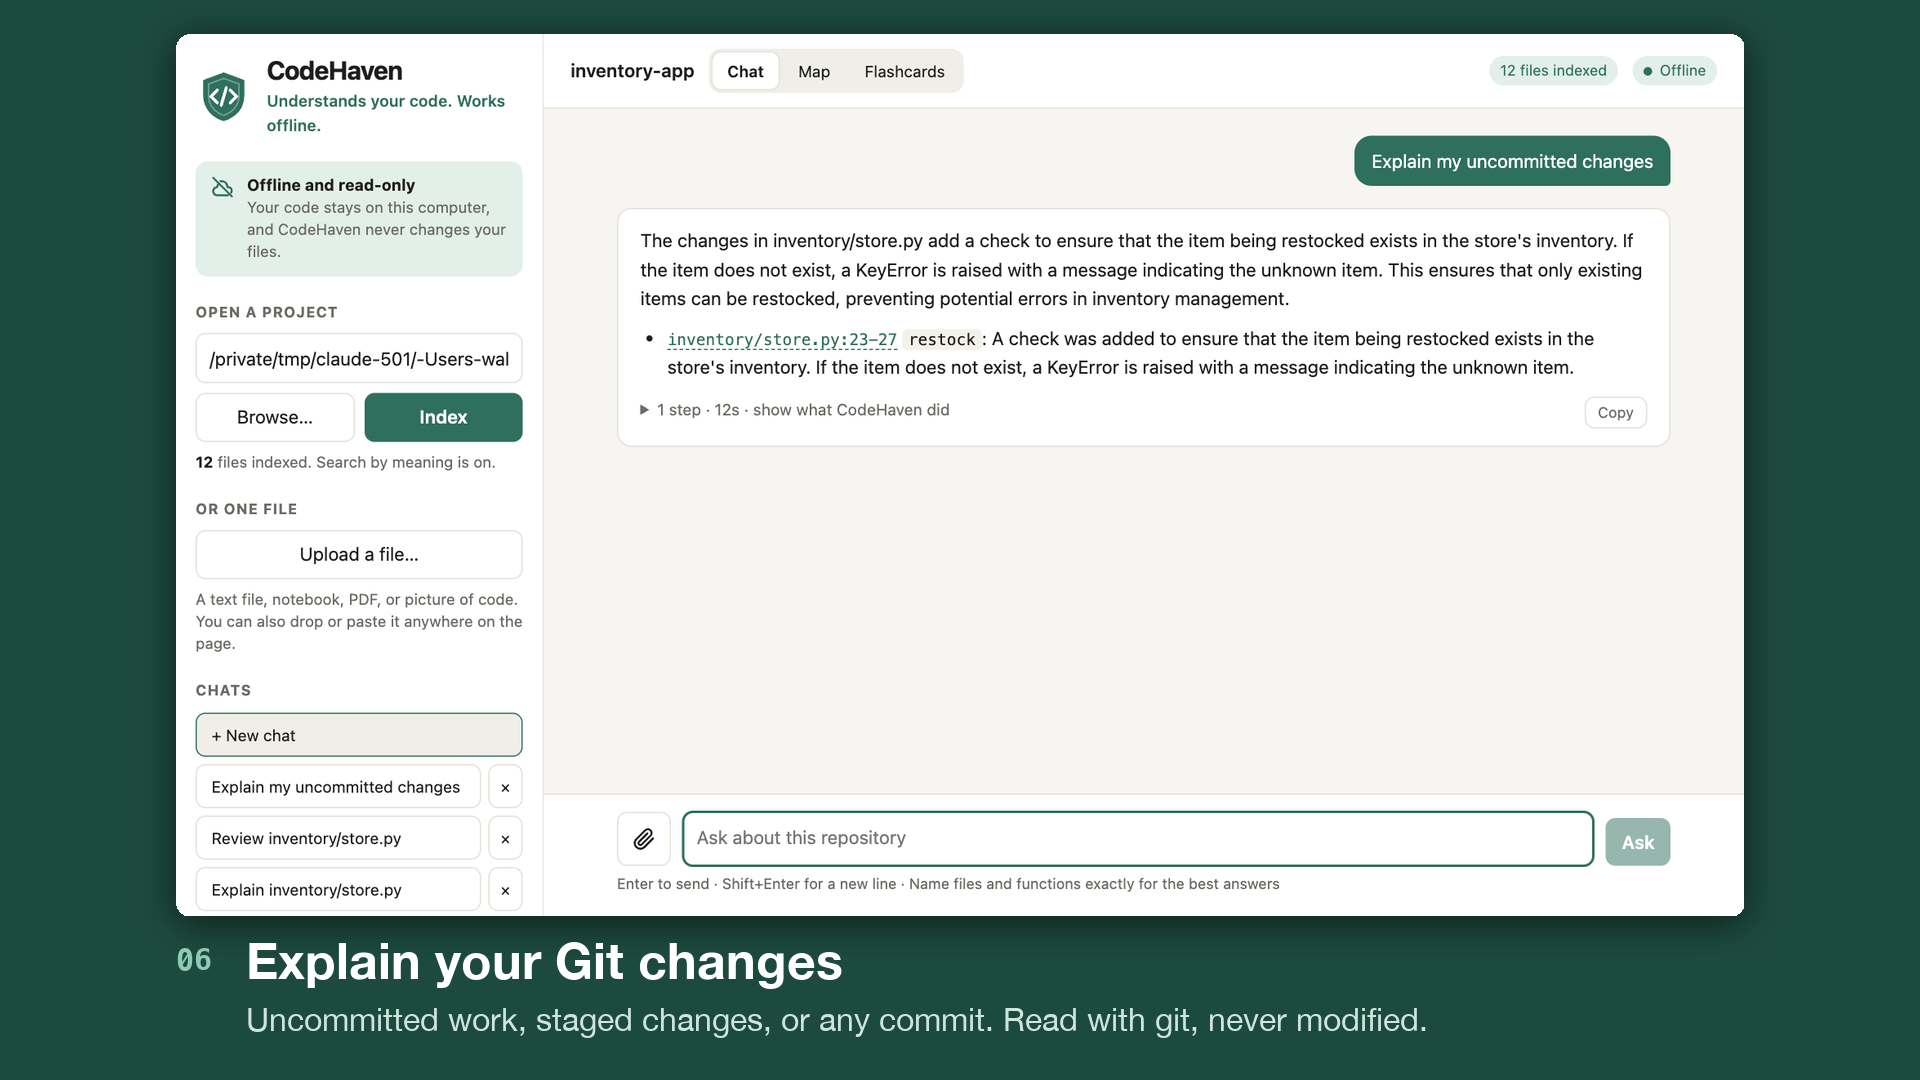 CodeHaven
Understands your code. Works
offline.
Offline and read-only
Your code stays on this computer,
and CodeHaven never changes your
files.
OPEN A PROJECT
/private/tmp/claude-501/-Users-wal
Browse...
Index
12 files indexed. Search by meaning is on.
OR ONE FILE
Upload a file...
A text file, notebook, PDF, or picture of code.
You can also drop or paste it anywhere on the
page.
CHATS
+ New chat
Explain my uncommitted changes ×
Review inventory/store.py ×
Explain inventory/store.py ×
inventory-app
Chat
Map
Flashcards
12 files indexed
● Offline
Explain my uncommitted changes
The changes in inventory/store.py add a check to ensure that the item being restocked exists in the store's inventory. If
the item does not exist, a KeyError is raised with a message indicating the unknown item. This ensures that only existing
items can be restocked, preventing potential errors in inventory management.
• inventory/store.py:23–27 restock : A check was added to ensure that the item being restocked exists in the
store's inventory. If the item does not exist, a KeyError is raised with a message indicating the unknown item.
▶ 1 step · 12s · show what CodeHaven did
Copy
Ask about this repository
Ask
Enter to send · Shift+Enter for a new line · Name files and functions exactly for the best answers
06 Explain your Git changes
Uncommitted work, staged changes, or any commit. Read with git, never modified.